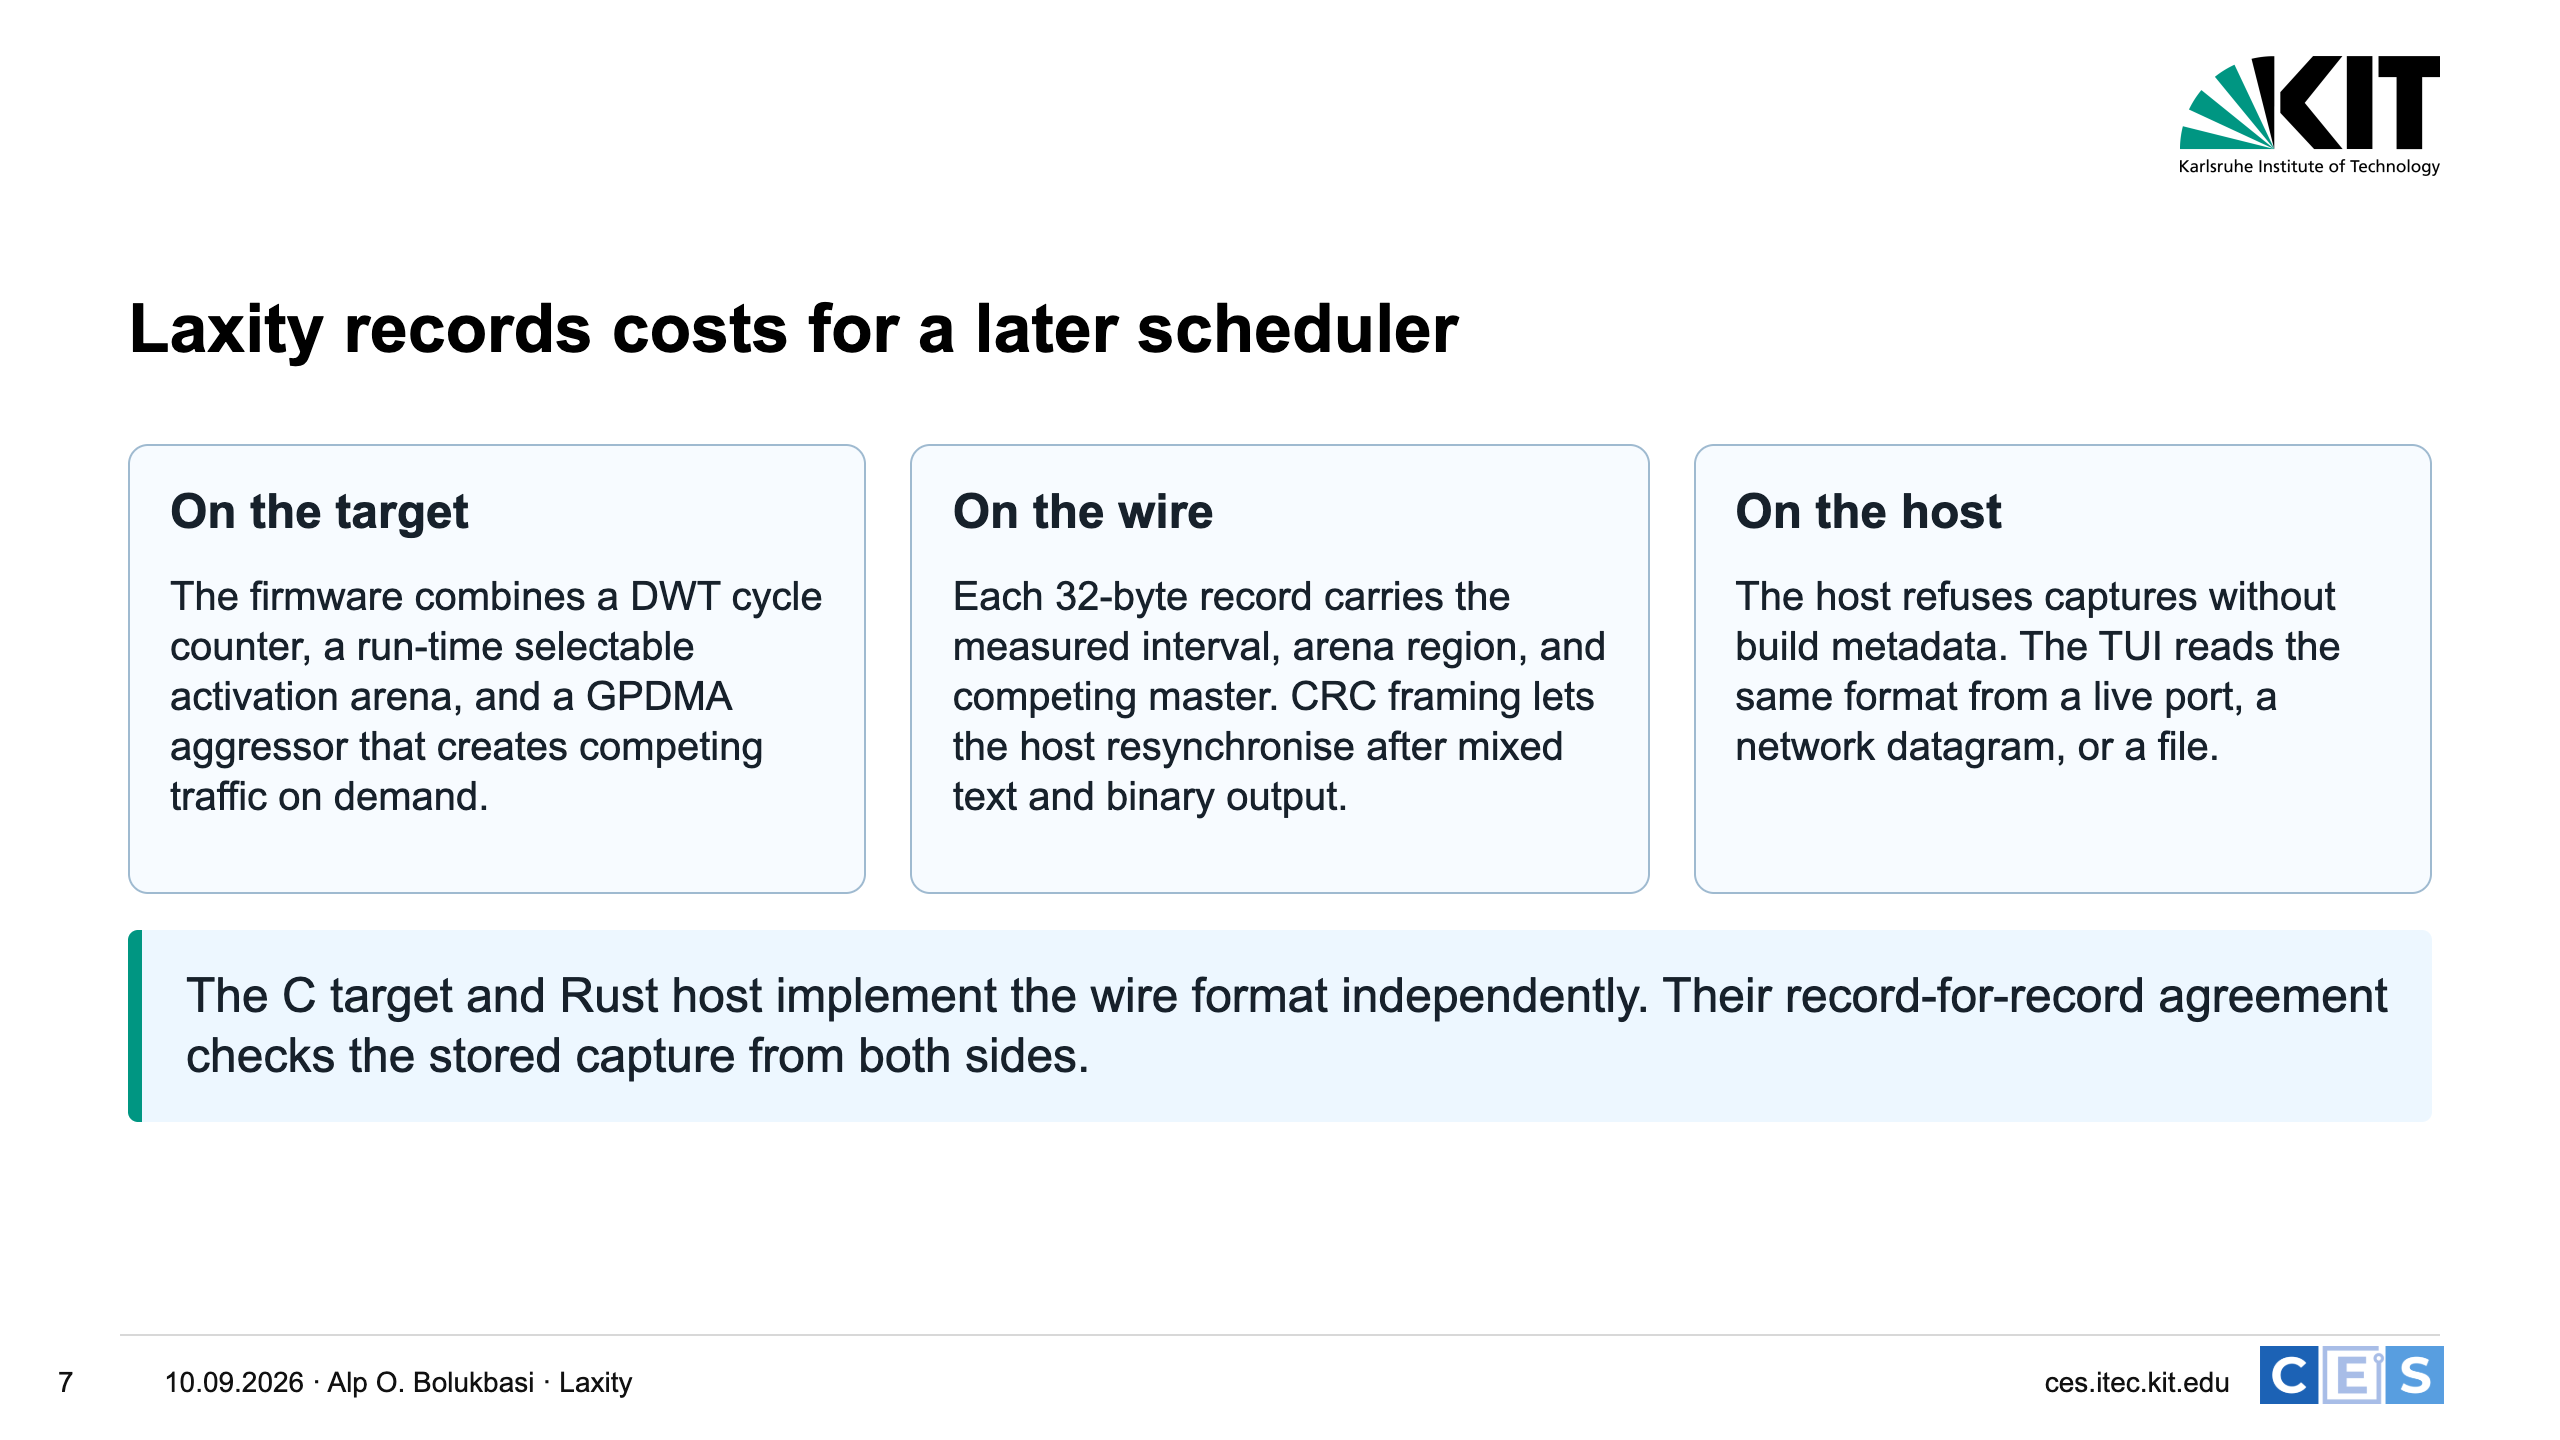 KIT
Karlsruhe Institute of Technology
Laxity records costs for a later scheduler
On the target
The firmware combines a DWT cycle
counter, a run-time selectable
activation arena, and a GPDMA
aggressor that creates competing
traffic on demand.
On the wire
Each 32-byte record carries the
measured interval, arena region, and
competing master. CRC framing lets
the host resynchronise after mixed
text and binary output.
On the host
The host refuses captures without
build metadata. The TUI reads the
same format from a live port, a
network datagram, or a file.
The C target and Rust host implement the wire format independently. Their record-for-record agreement
checks the stored capture from both sides.
7
10.09.2026 · Alp O. Bolukbasi · Laxity
ces.itec.kit.edu
CES